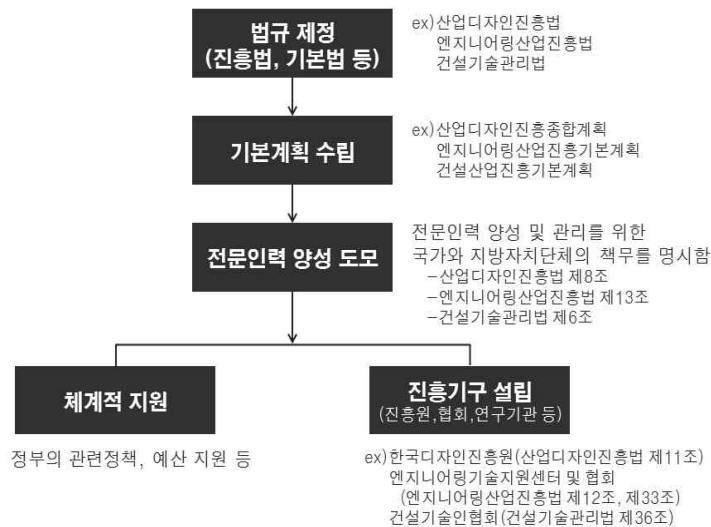 법규 제정
(진흥법, 기본법 등)
ex)산업디자인진흥법
엔지니어링산업진흥법
건설기술관리법
기본계획 수립
ex)산업디자인진흥종합계획
엔지니어링산업진흥기본계획
건설산업진흥기본계획
전문인력 양성 도모
전문인력 양성 및 관리를 위한
국가와 지방자치단체의 책무를 명시함
-산업디자인진흥법 제8조
-엔지니어링산업진흥법 제13조
-건설기술관리법 제6조
체계적 지원
정부의 관련정책, 예산 지원 등
진흥기구 설립
(진흥원,협회,연구기관 등)
ex)한국디자인진흥원(산업디자인진흥법 제11조)
엔지니어링기술지원센터 및 협회
(엔지니어링산업진흥법 제12조, 제33조)
건설기술인협회(건설기술관리법 제36조)